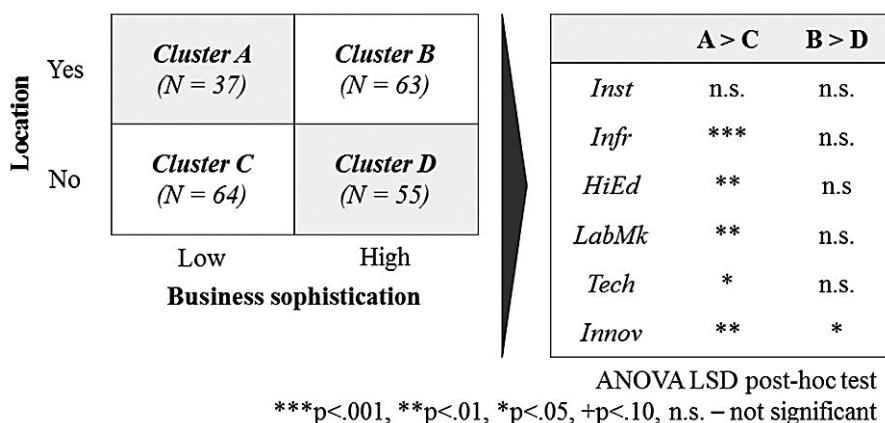 Location
Yes
No
Cluster A
(N = 37)
Cluster B
(N = 63)
Cluster C
(N = 64)
Cluster D
(N = 55)
Low
High
Business sophistication
A > C B > D
Inst n.s. n.s.
Infr *** n.s.
HiEd ** n.s
LabMk ** n.s.
Tech * n.s.
Innov ** *
ANOVA LSD post-hoc test
***p<.001, **p<.01, *p<.05, +p<.10, n.s. – not significant